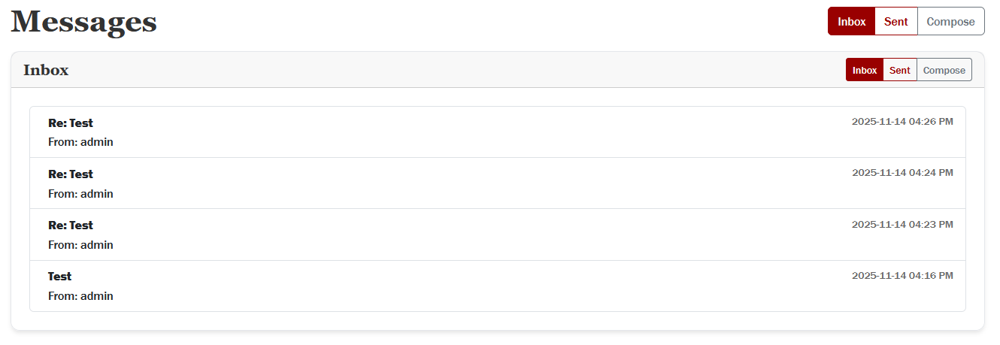 Messages
Inbox Sent Compose
Inbox
Inbox Sent Compose
Re: Test 2025-11-14 04:26 PM
From: admin
Re: Test 2025-11-14 04:24 PM
From: admin
Re: Test 2025-11-14 04:23 PM
From: admin
Test 2025-11-14 04:16 PM
From: admin